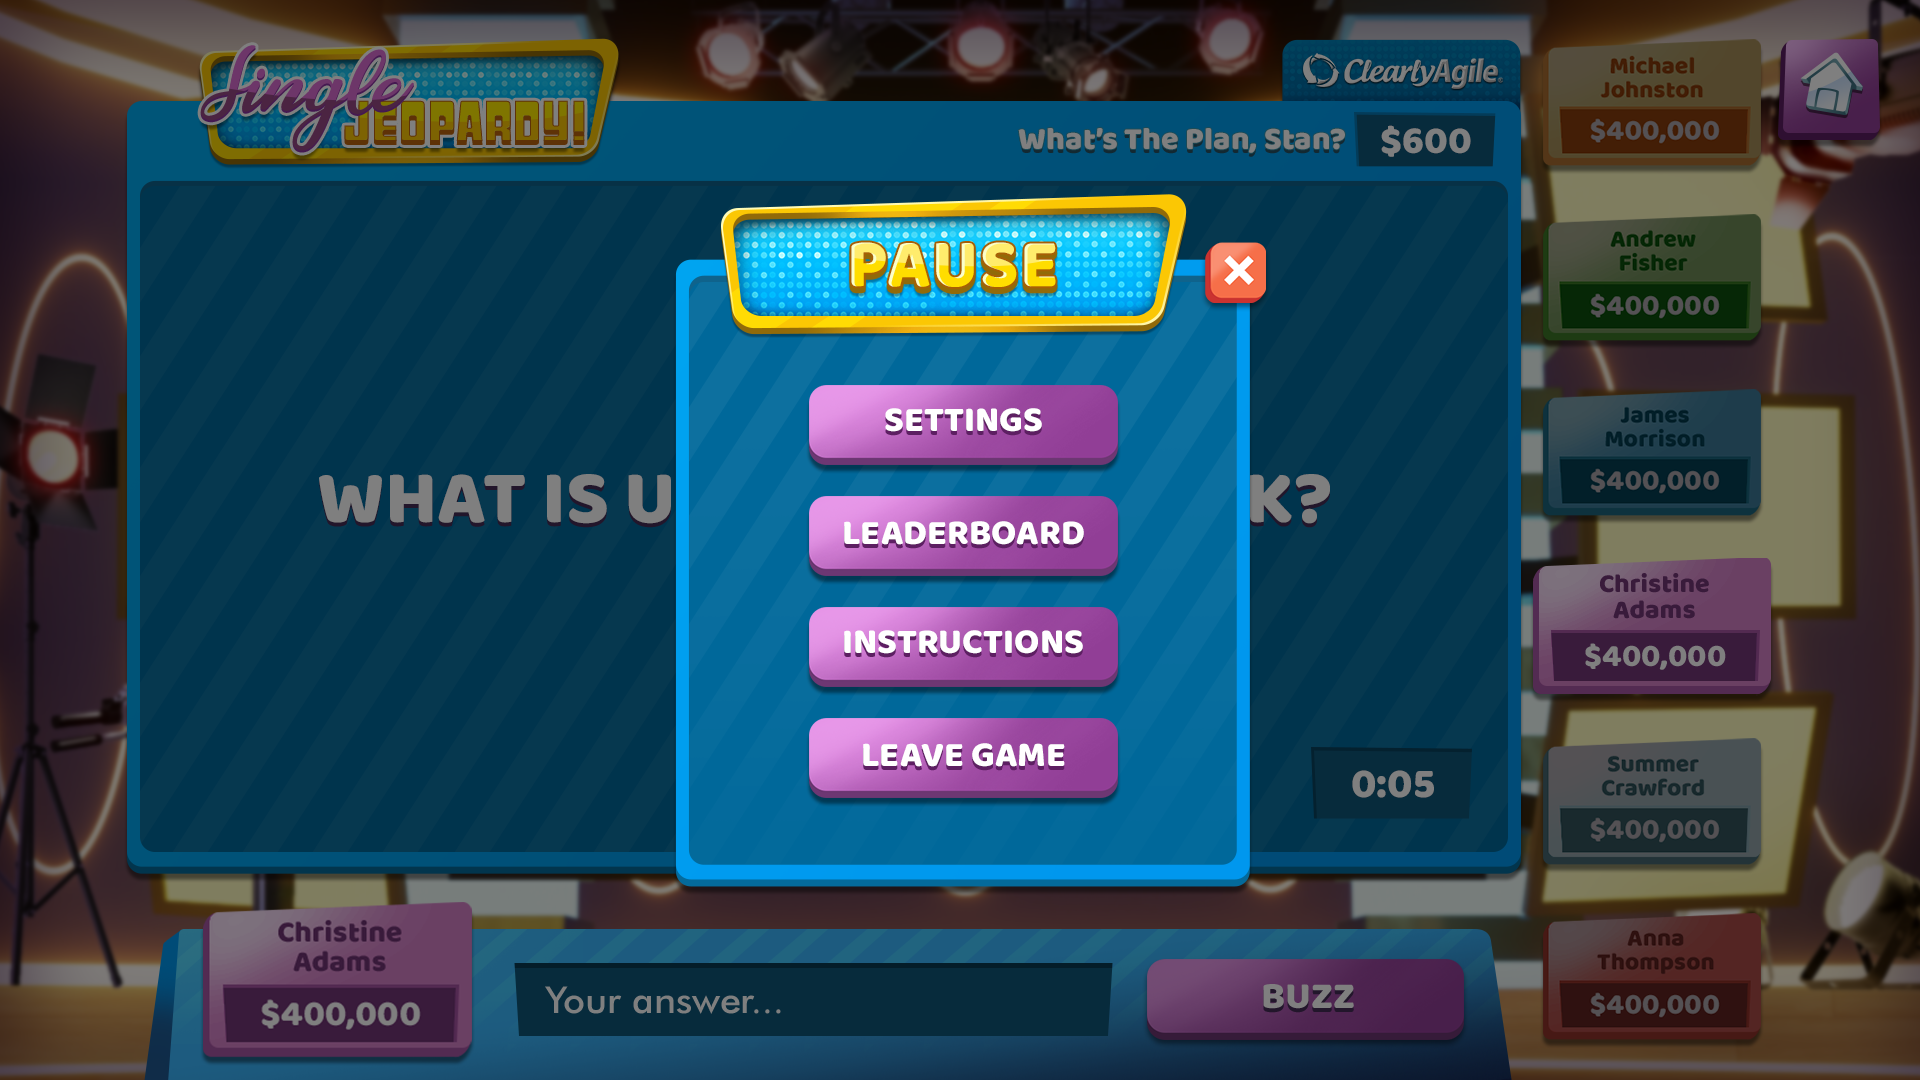 Jingle
JEOPARDY!
ClearlyAgile
What's The Plan, Stan?
$600
Michael
Johnston
$400,000
Andrew
Fisher
$400,000
PAUSE
SETTINGS
LEADERBOARD
INSTRUCTIONS
LEAVE GAME
WHAT IS U
K?
James
Morrison
$400,000
Christine
Adams
$400,000
0:05
Summer
Crawford
$400,000
Anna
Thompson
$400,000
Christine
Adams
$400,000
Your answer...
BUZZ